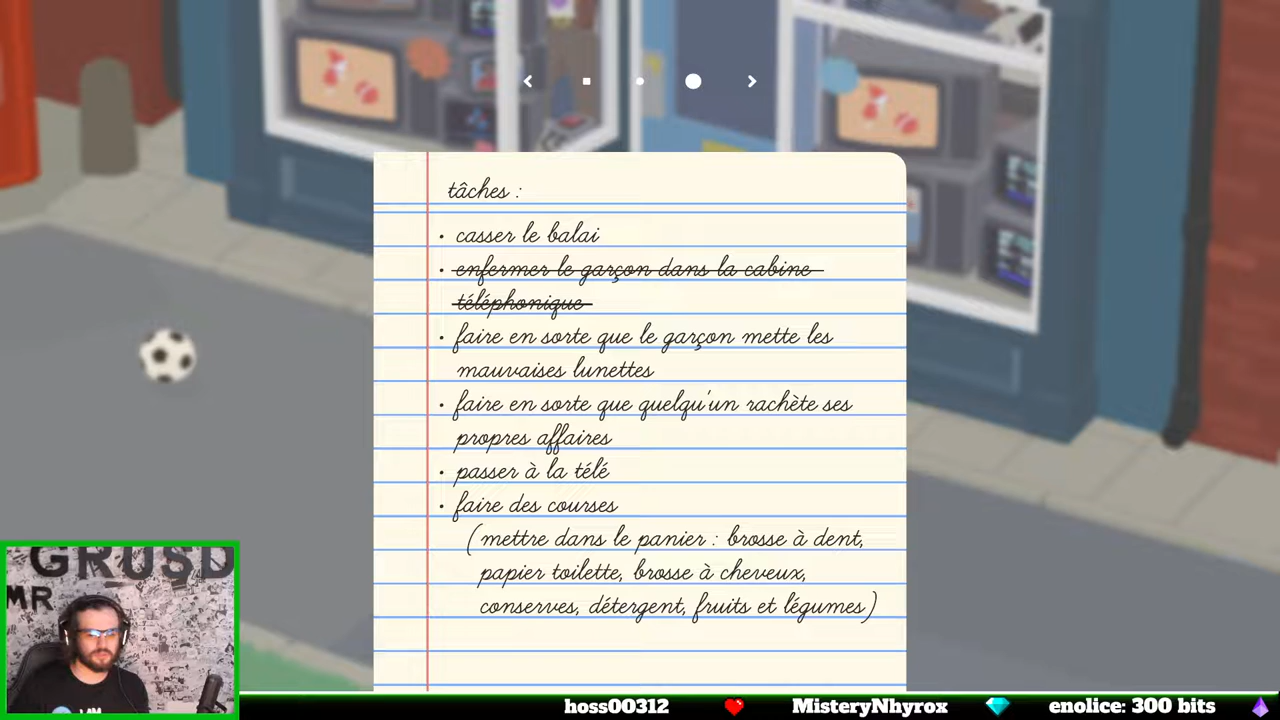 tâches :
• casser le balai
• enfermer le garçon dans la cabine
téléphonique
• faire en sorte que le garçon mette les
mauvaises lunettes
• faire en sorte que quelqu'un rachète ses
propres affaires
• passer à la télé
• faire des courses
(mettre dans le panier : brosse à dent,
papier toilette, brosse à cheveux,
conserves, détergent, fruits et légumes)
GRUSD
MR
I AM
hoss00312 MisteryNhyrox enolice: 300 bits